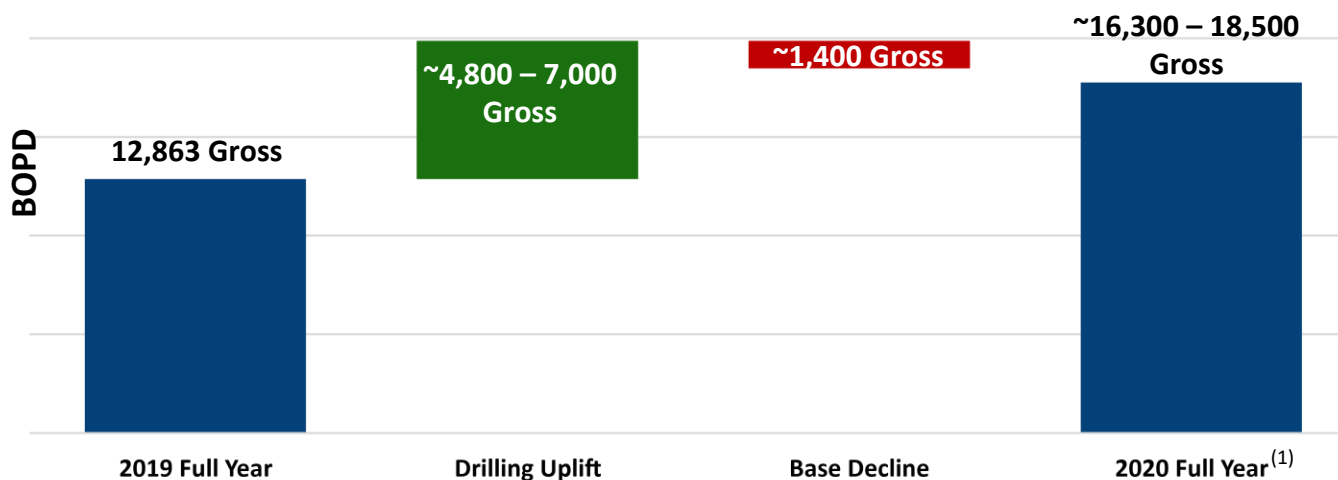 ~16,300 – 18,500
Gross
~4,800 – 7,000
Gross
~1,400 Gross
12,863 Gross
BOPD
2019 Full Year
Drilling Uplift
Base Decline
2020 Full Year(1)